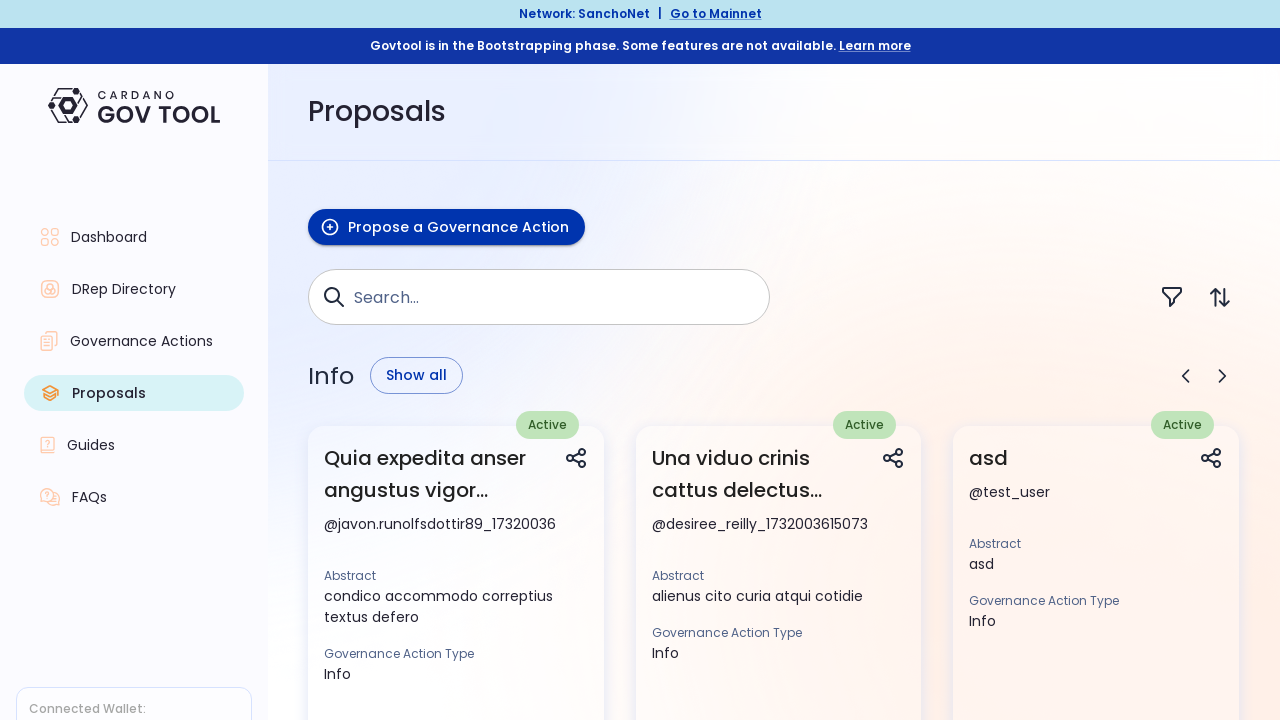 Network: SanchoNet | Go to Mainnet
Govtool is in the Bootstrapping phase. Some features are not available. Learn more
CARDANO
GOV TOOL
Dashboard
DRep Directory
Governance Actions
Proposals
Guides
FAQs
Connected Wallet:
Proposals
Propose a Governance Action
Search...
Info
Show all
Active
Quia expedita anser
angustus vigor...
@javon.runolfsdottir89_17320036
Abstract
condico accommodo correptius
textus defero
Governance Action Type
Info
Active
Una viduo crinis
cattus delectus...
@desiree_reilly_1732003615073
Abstract
alienus cito curia atqui cotidie
Governance Action Type
Info
Active
asd
@test_user
Abstract
asd
Governance Action Type
Info